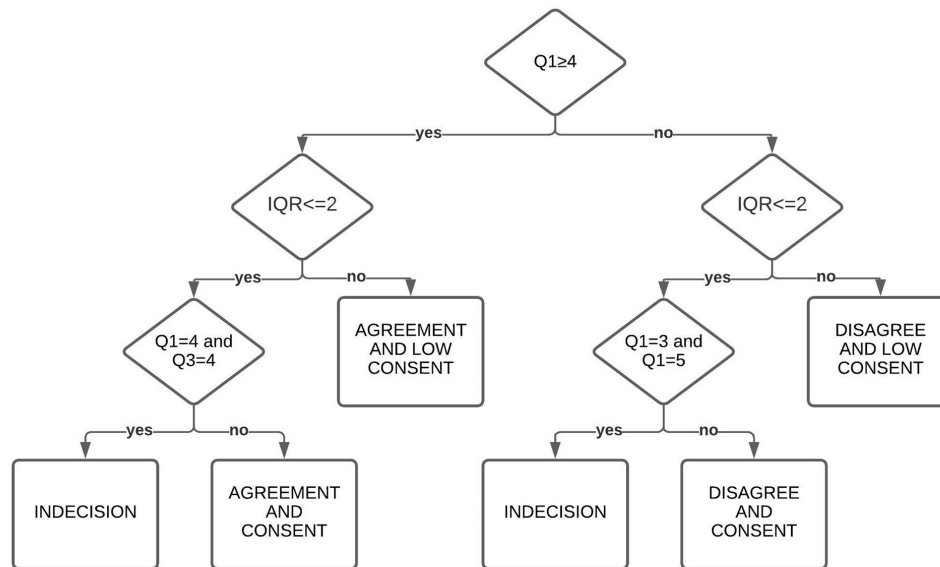 Q1≥4
yes
no
IQR<=2
IQR<=2
yes
no
yes
no
Q1=4 and
Q3=4
AGREEMENT
AND LOW
CONSENT
Q1=3 and
Q1=5
DISAGREE
AND LOW
CONSENT
yes
no
yes
no
INDECISION
AGREEMENT
AND
CONSENT
INDECISION
DISAGREE
AND
CONSENT